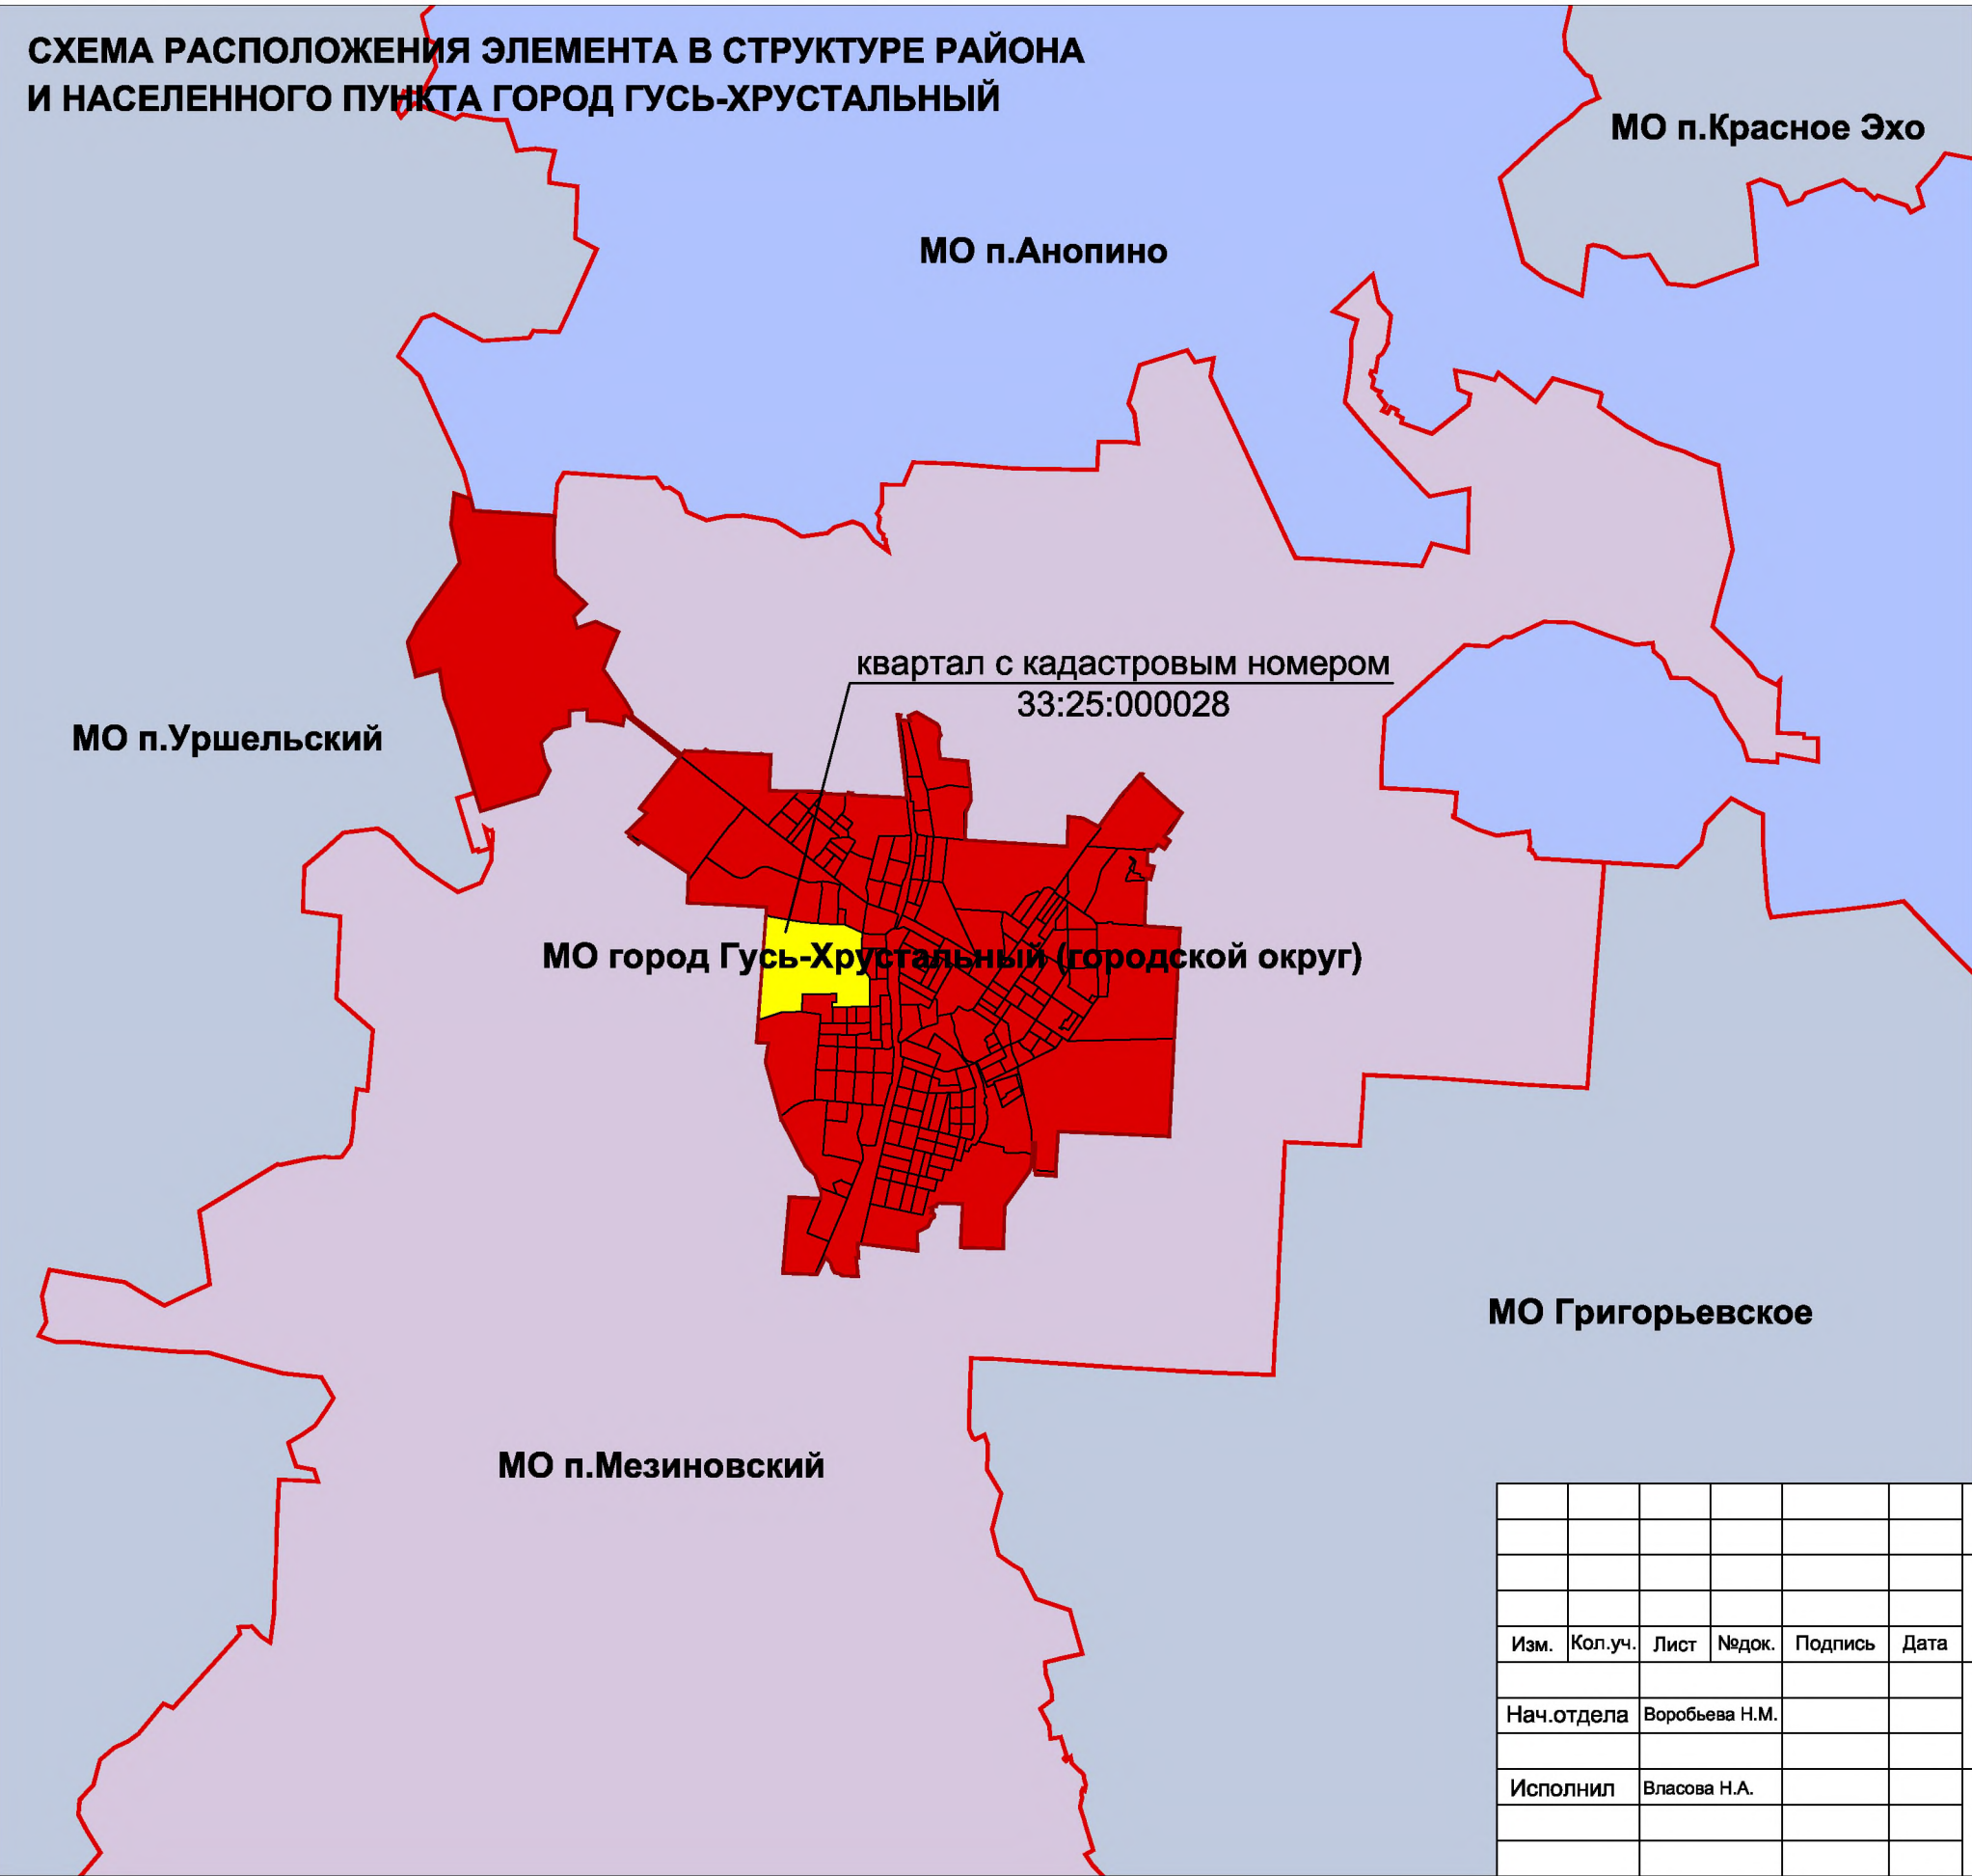 СХЕМА РАСПОЛОЖЕНИЯ ЭЛЕМЕНТА В СТРУКТУРЕ РАЙОНА
И НАСЕЛЕННОГО ПУНКТА ГОРОД ГУСЬ-ХРУСТАЛЬНЫЙ
МО п.Красное Эхо
МО п.Анопино
квартал с кадастровым номером
33:25:000028
МО п.Уршельский
МО город Гусь-Хрустальный (городской округ)
МО Григорьевское
МО п.Мезиновский
Изм. Кол.уч. Лист №док. Подпись Дата
Нач.отдела Воробьева Н.М.
Исполнил Власова Н.А.